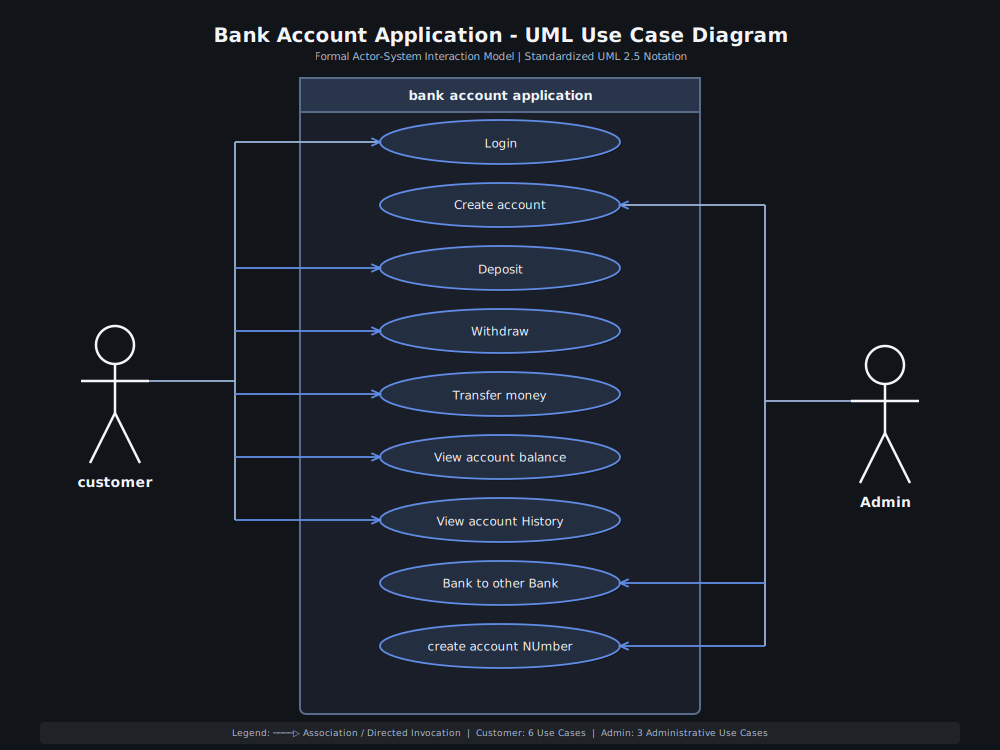 Bank Account Application - UML Use Case Diagram
Formal Actor-System Interaction Model | Standardized UML 2.5 Notation
bank account application
Login
Create account
Deposit
Withdraw
Transfer money
View account balance
customer
Admin
View account History
Bank to other Bank
create account NUmber
Legend: ──▷ Association / Directed Invocation | Customer: 6 Use Cases | Admin: 3 Administrative Use Cases